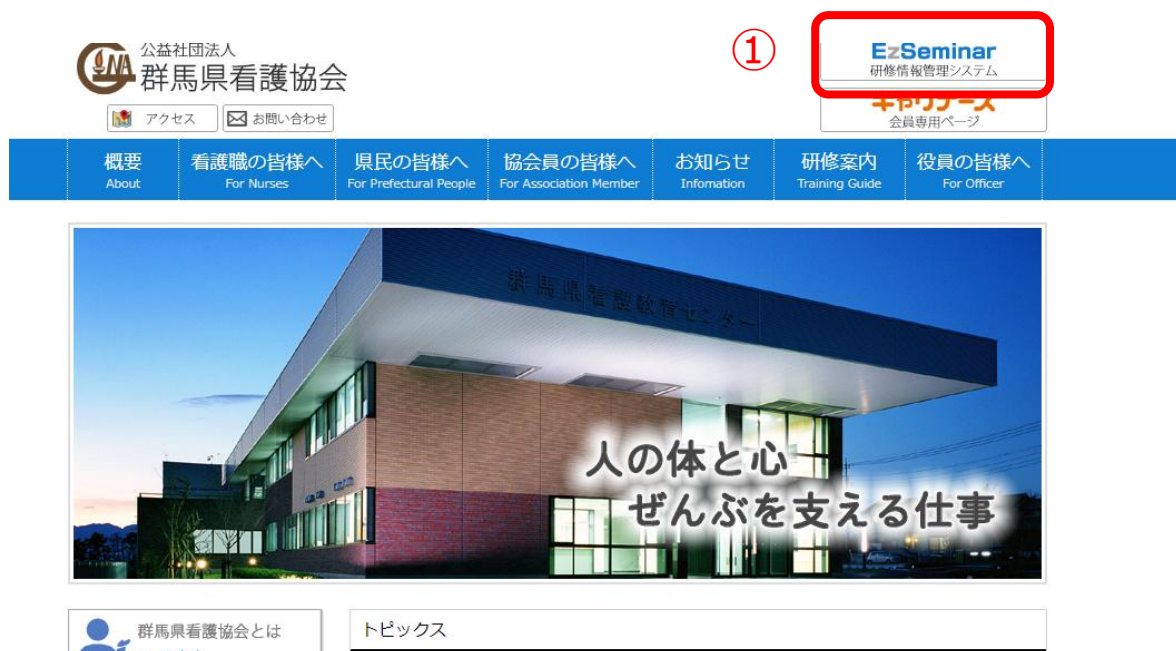 公益社団法人
群馬県看護協会
アクセス
お問い合わせ
①
EzSeminar
研修情報管理システム
キャリナース
会員専用ページ
概要
About
看護職の皆様へ
For Nurses
県民の皆様へ
For Prefectural People
協会員の皆様へ
For Association Member
お知らせ
Infomation
研修案内
Training Guide
役員の皆様へ
For Officer
群馬県看護教育センター
人の体と心
ぜんぶを支える仕事
群馬県看護協会とは
トピックス